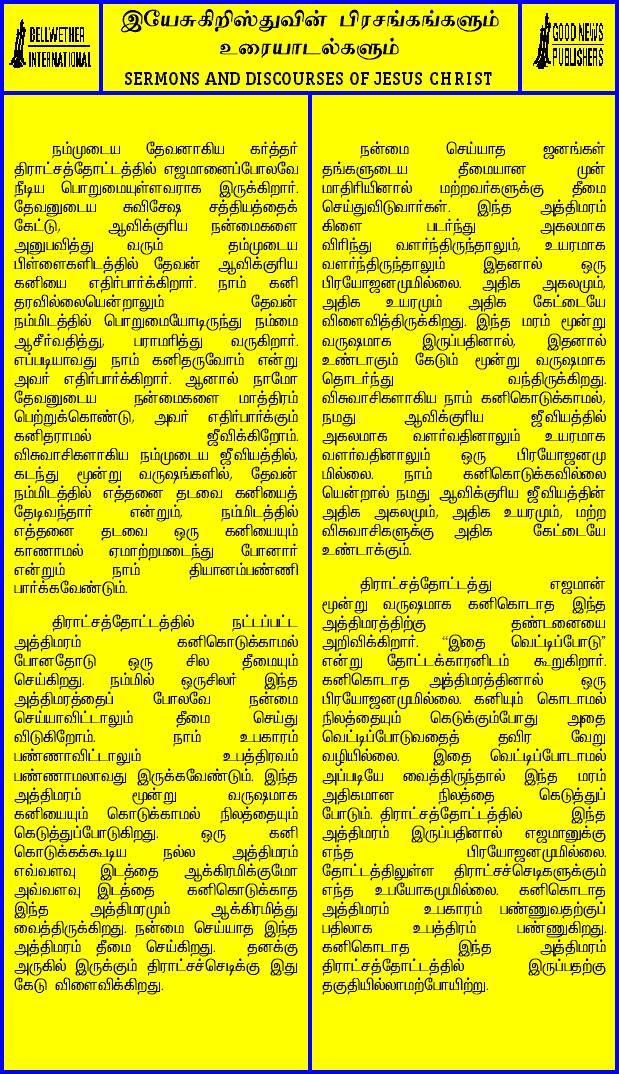 BELLWETHER
INTERNATIONAL
இயேசுகிறிஸ்துவின் பிரசங்கங்களும்
உரையாடல்களும்
SERMONS AND DISCOURSES OF JESUS CHRIST
GOOD NEWS
PUBLISHERS
நம்முடைய தேவனாகிய கர்த்தர்
திராட்சத்தோட்டத்தில் எஜமானைப்போலவே
நீடிய பொறுமையுள்ளவராக இருக்கிறார்.
தேவனுடைய சுவிசேஷ சத்தியத்தைக்
கேட்டு, ஆவிக்குரிய நன்மைகளை
அனுபவித்து வரும் தம்முடைய
பிள்ளைகளிடத்தில் தேவன் ஆவிக்குரிய
கனியை எதிர்பார்க்கிறார். நாம் கனி
தரவில்லையென்றாலும் தேவன்
நம்மிடத்தில் பொறுமையோடிருந்து நம்மை
ஆசீர்வதித்து, பராமரித்து வருகிறார்.
எப்படியாவது நாம் கனிதருவோம் என்று
அவர் எதிர்பார்க்கிறார். ஆனால் நாமோ
தேவனுடைய நன்மைகளை மாத்திரம்
பெற்றுக்கொண்டு, அவர் எதிர்பார்க்கும்
கனிதராமல் ஜீவிக்கிறோம்.
விசுவாசிகளாகிய நம்முடைய ஜீவியத்தில்,
கடந்து மூன்று வருஷங்களில், தேவன்
நம்மிடத்தில் எத்தனை தடவை கனியைத்
தேடிவந்தார் என்றும், நம்மிடத்தில்
எத்தனை தடவை ஒரு கனியையும்
காணாமல் ஏமாற்றமடைந்து போனார்
என்றும் நாம் தியானம்பண்ணி
பார்க்கவேண்டும்.
திராட்சத்தோட்டத்தில் நட்டப்பட்ட
அத்திமரம் கனிகொடுக்காமல்
போனதோடு ஒரு சில தீமையும்
செய்கிறது. நம்மில் ஒருசிலர் இந்த
அத்திமரத்தைப் போலவே நன்மை
செய்யாவிட்டாலும் தீமை செய்து
விடுகிறோம். நாம் உபகாரம்
பண்ணாவிட்டாலும் உபத்திரவம்
பண்ணாமலாவது இருக்கவேண்டும். இந்த
அத்திமரம் மூன்று வருஷமாக
கனியையும் கொடுக்காமல் நிலத்தையும்
கெடுத்துப்போடுகிறது. ஒரு கனி
கொடுக்கக்கூடிய நல்ல அத்திமரம்
எவ்வளவு இடத்தை ஆக்கிரமிக்குமோ
அவ்வளவு இடத்தை கனிகொடுக்காத
இந்த அத்திமரமும் ஆக்கிரமித்து
வைத்திருக்கிறது. நன்மை செய்யாத இந்த
அத்திமரம் தீமை செய்கிறது. தனக்கு
அருகில் இருக்கும் திராட்சச்செடிக்கு இது
கேடு விளைவிக்கிறது.
நன்மை செய்யாத ஜனங்கள்
தங்களுடைய தீமையான முன்
மாதிரியினால் மற்றவர்களுக்கு தீமை
செய்துவிடுவார்கள். இந்த அத்திமரம்
கிளை படர்ந்து அகலமாக
விரிந்து வளர்ந்திருந்தாலும், உயரமாக
வளர்ந்திருந்தாலும் இதனால் ஒரு
பிரயோஜனமுமில்லை. அதிக அகலமும்,
அதிக உயரமும் அதிக கேட்டையே
விளைவித்திருக்கிறது. இந்த மரம் மூன்று
வருஷமாக இருப்பதினால், இதனால்
உண்டாகும் கேடும் மூன்று வருஷமாக
தொடர்ந்து வந்திருக்கிறது.
விசுவாசிகளாகிய நாம் கனிகொடுக்காமல்,
நமது ஆவிக்குரிய ஜீவியத்தில்
அகலமாக வளர்வதினாலும் உயரமாக
வளர்வதினாலும் ஒரு பிரயோஜனமு
மில்லை. நாம் கனிகொடுக்கவில்லை
யென்றால் நமது ஆவிக்குரிய ஜீவியத்தின்
அதிக அகலமும், அதிக உயரமும், மற்ற
விசுவாசிகளுக்கு அதிக கேட்டையே
உண்டாக்கும்.
திராட்சத்தோட்டத்து எஜமான்
மூன்று வருஷமாக கனிகொடாத இந்த
அத்திமரத்திற்கு தண்டனையை
அறிவிக்கிறார். “இதை வெட்டிப்போடு”
என்று தோட்டக்காரனிடம் கூறுகிறார்.
கனிகொடாத அத்திமரத்தினால் ஒரு
பிரயோஜனமுமில்லை. கனியும் கொடாமல்
நிலத்தையும் கெடுக்கும்போது அதை
வெட்டிப்போடுவதைத் தவிர வேறு
வழியில்லை. இதை வெட்டிப்போடாமல்
அப்படியே வைத்திருந்தால் இந்த மரம்
அதிகமான நிலத்தை கெடுத்துப்
போடும். திராட்சத்தோட்டத்தில் இந்த
அத்திமரம் இருப்பதினால் எஜமானுக்கு
எந்த பிரயோஜனமுமில்லை.
தோட்டத்திலுள்ள திராட்சச்செடிகளுக்கும்
எந்த உபயோகமுமில்லை. கனிகொடாத
அத்திமரம் உபகாரம் பண்ணுவதற்குப்
பதிலாக உபத்திரம் பண்ணுகிறது.
கனிகொடாத இந்த அத்திமரம்
திராட்சத்தோட்டத்தில் இருப்பதற்கு
தகுதியில்லாமற்போயிற்று.